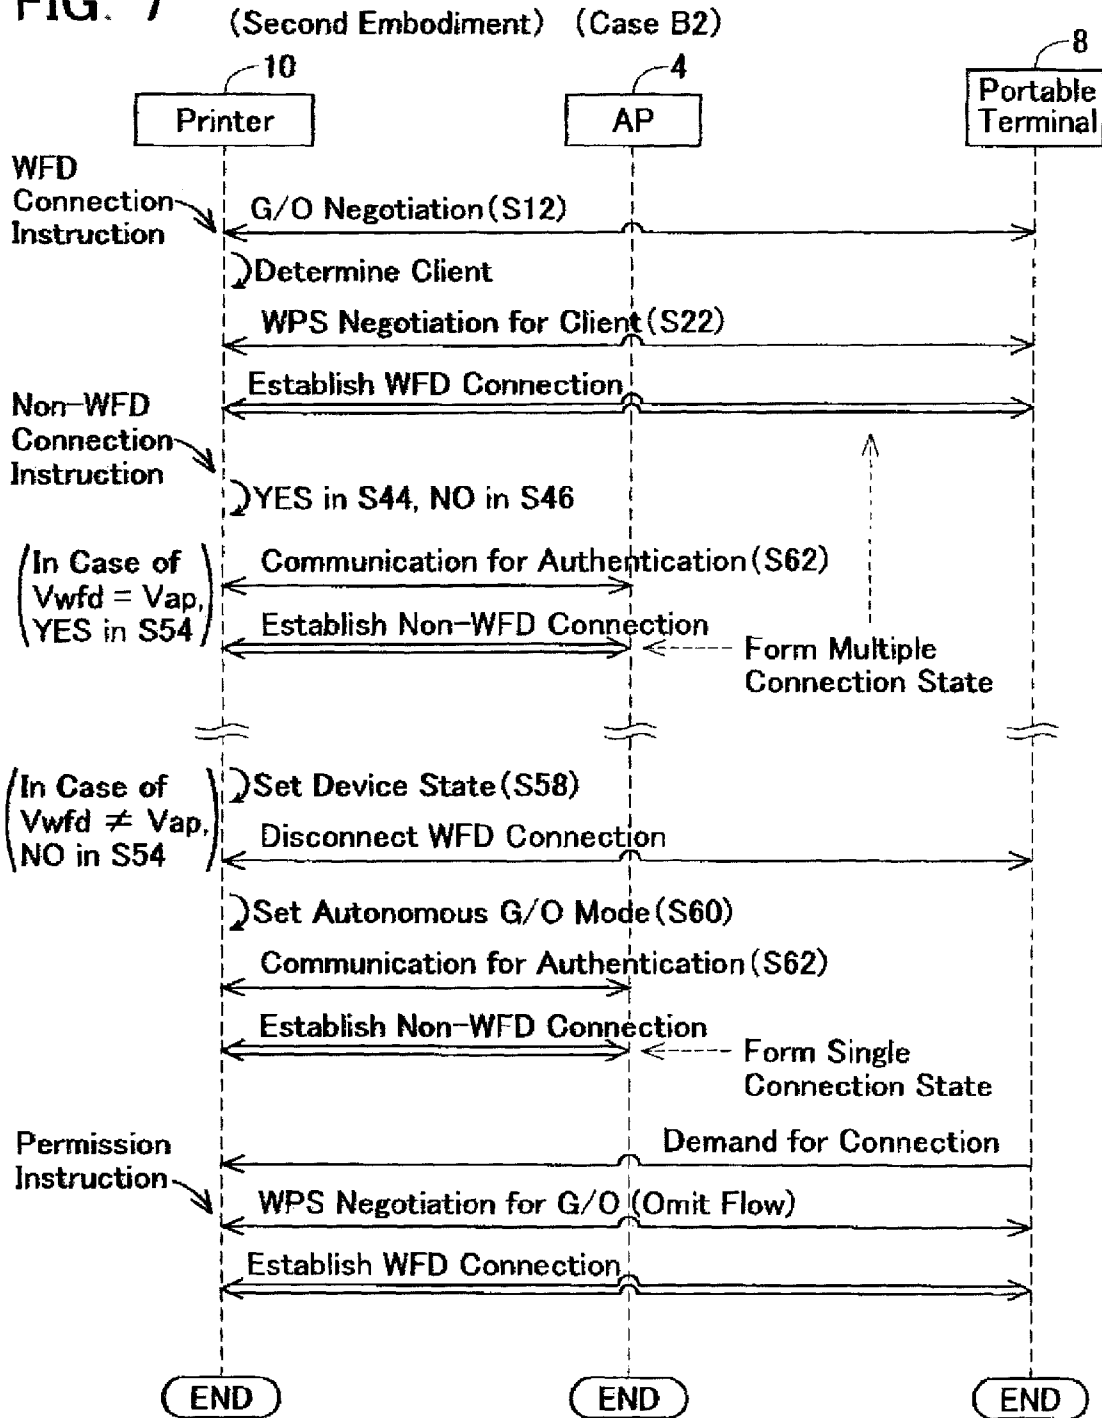 FIG. 7
(Second Embodiment) (Case B2)
10
4
8
Printer
AP
Portable
Terminal
WFD
Connection
Instruction
G/O Negotiation(S12)
Determine Client
WPS Negotiation for Client(S22)
Establish WFD Connection
Non-WFD
Connection
Instruction
YES in S44, NO in S46
(In Case of
Vwfd = Vap,
YES in S54)
Communication for Authentication(S62)
Establish Non-WFD Connection
Form Multiple
Connection State
(In Case of
Vwfd ≠ Vap,
NO in S54)
Set Device State(S58)
Disconnect WFD Connection
Set Autonomous G/O Mode(S60)
Communication for Authentication(S62)
Establish Non-WFD Connection
Form Single
Connection State
Permission
Instruction
Demand for Connection
WPS Negotiation for G/O (Omit Flow)
Establish WFD Connection
END
END
END